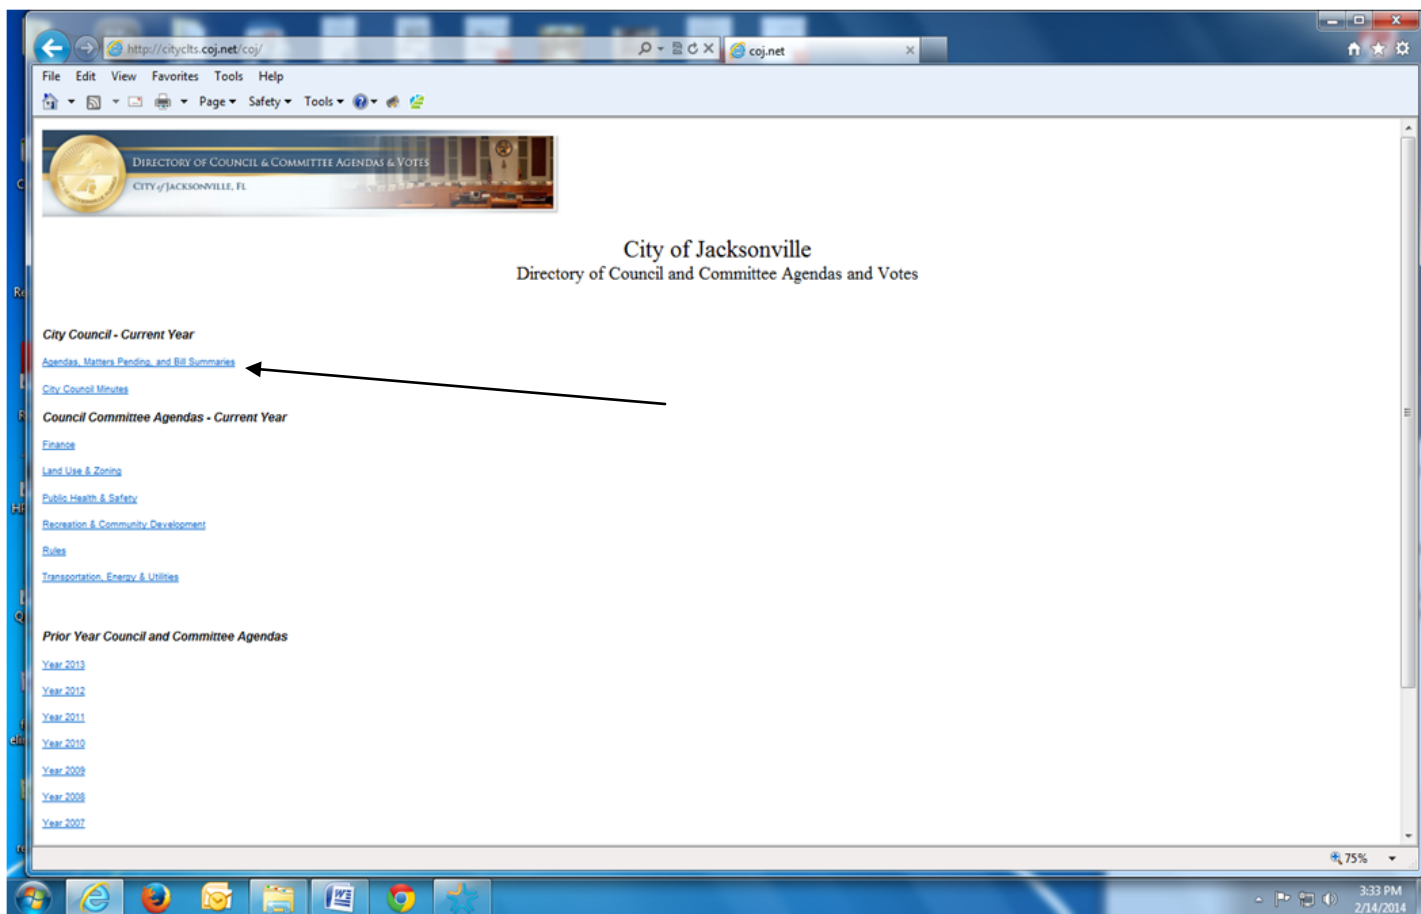 http://cityclts.coj.net/coj/
coj.net
File Edit View Favorites Tools Help
Page Safety Tools
DIRECTORY OF COUNCIL & COMMITTEE AGENDAS & VOTES
CITY of JACKSONVILLE, FL
City of Jacksonville
Directory of Council and Committee Agendas and Votes
City Council - Current Year
Agendas, Matters Pending, and Bill Summaries
City Council Minutes
Council Committee Agendas - Current Year
Finance
Land Use & Zoning
Public Health & Safety
Recreation & Community Development
Rules
Transportation, Energy & Utilities
Prior Year Council and Committee Agendas
Year 2013
Year 2012
Year 2011
Year 2010
Year 2009
Year 2008
Year 2007
75%
3:33 PM
2/14/2014